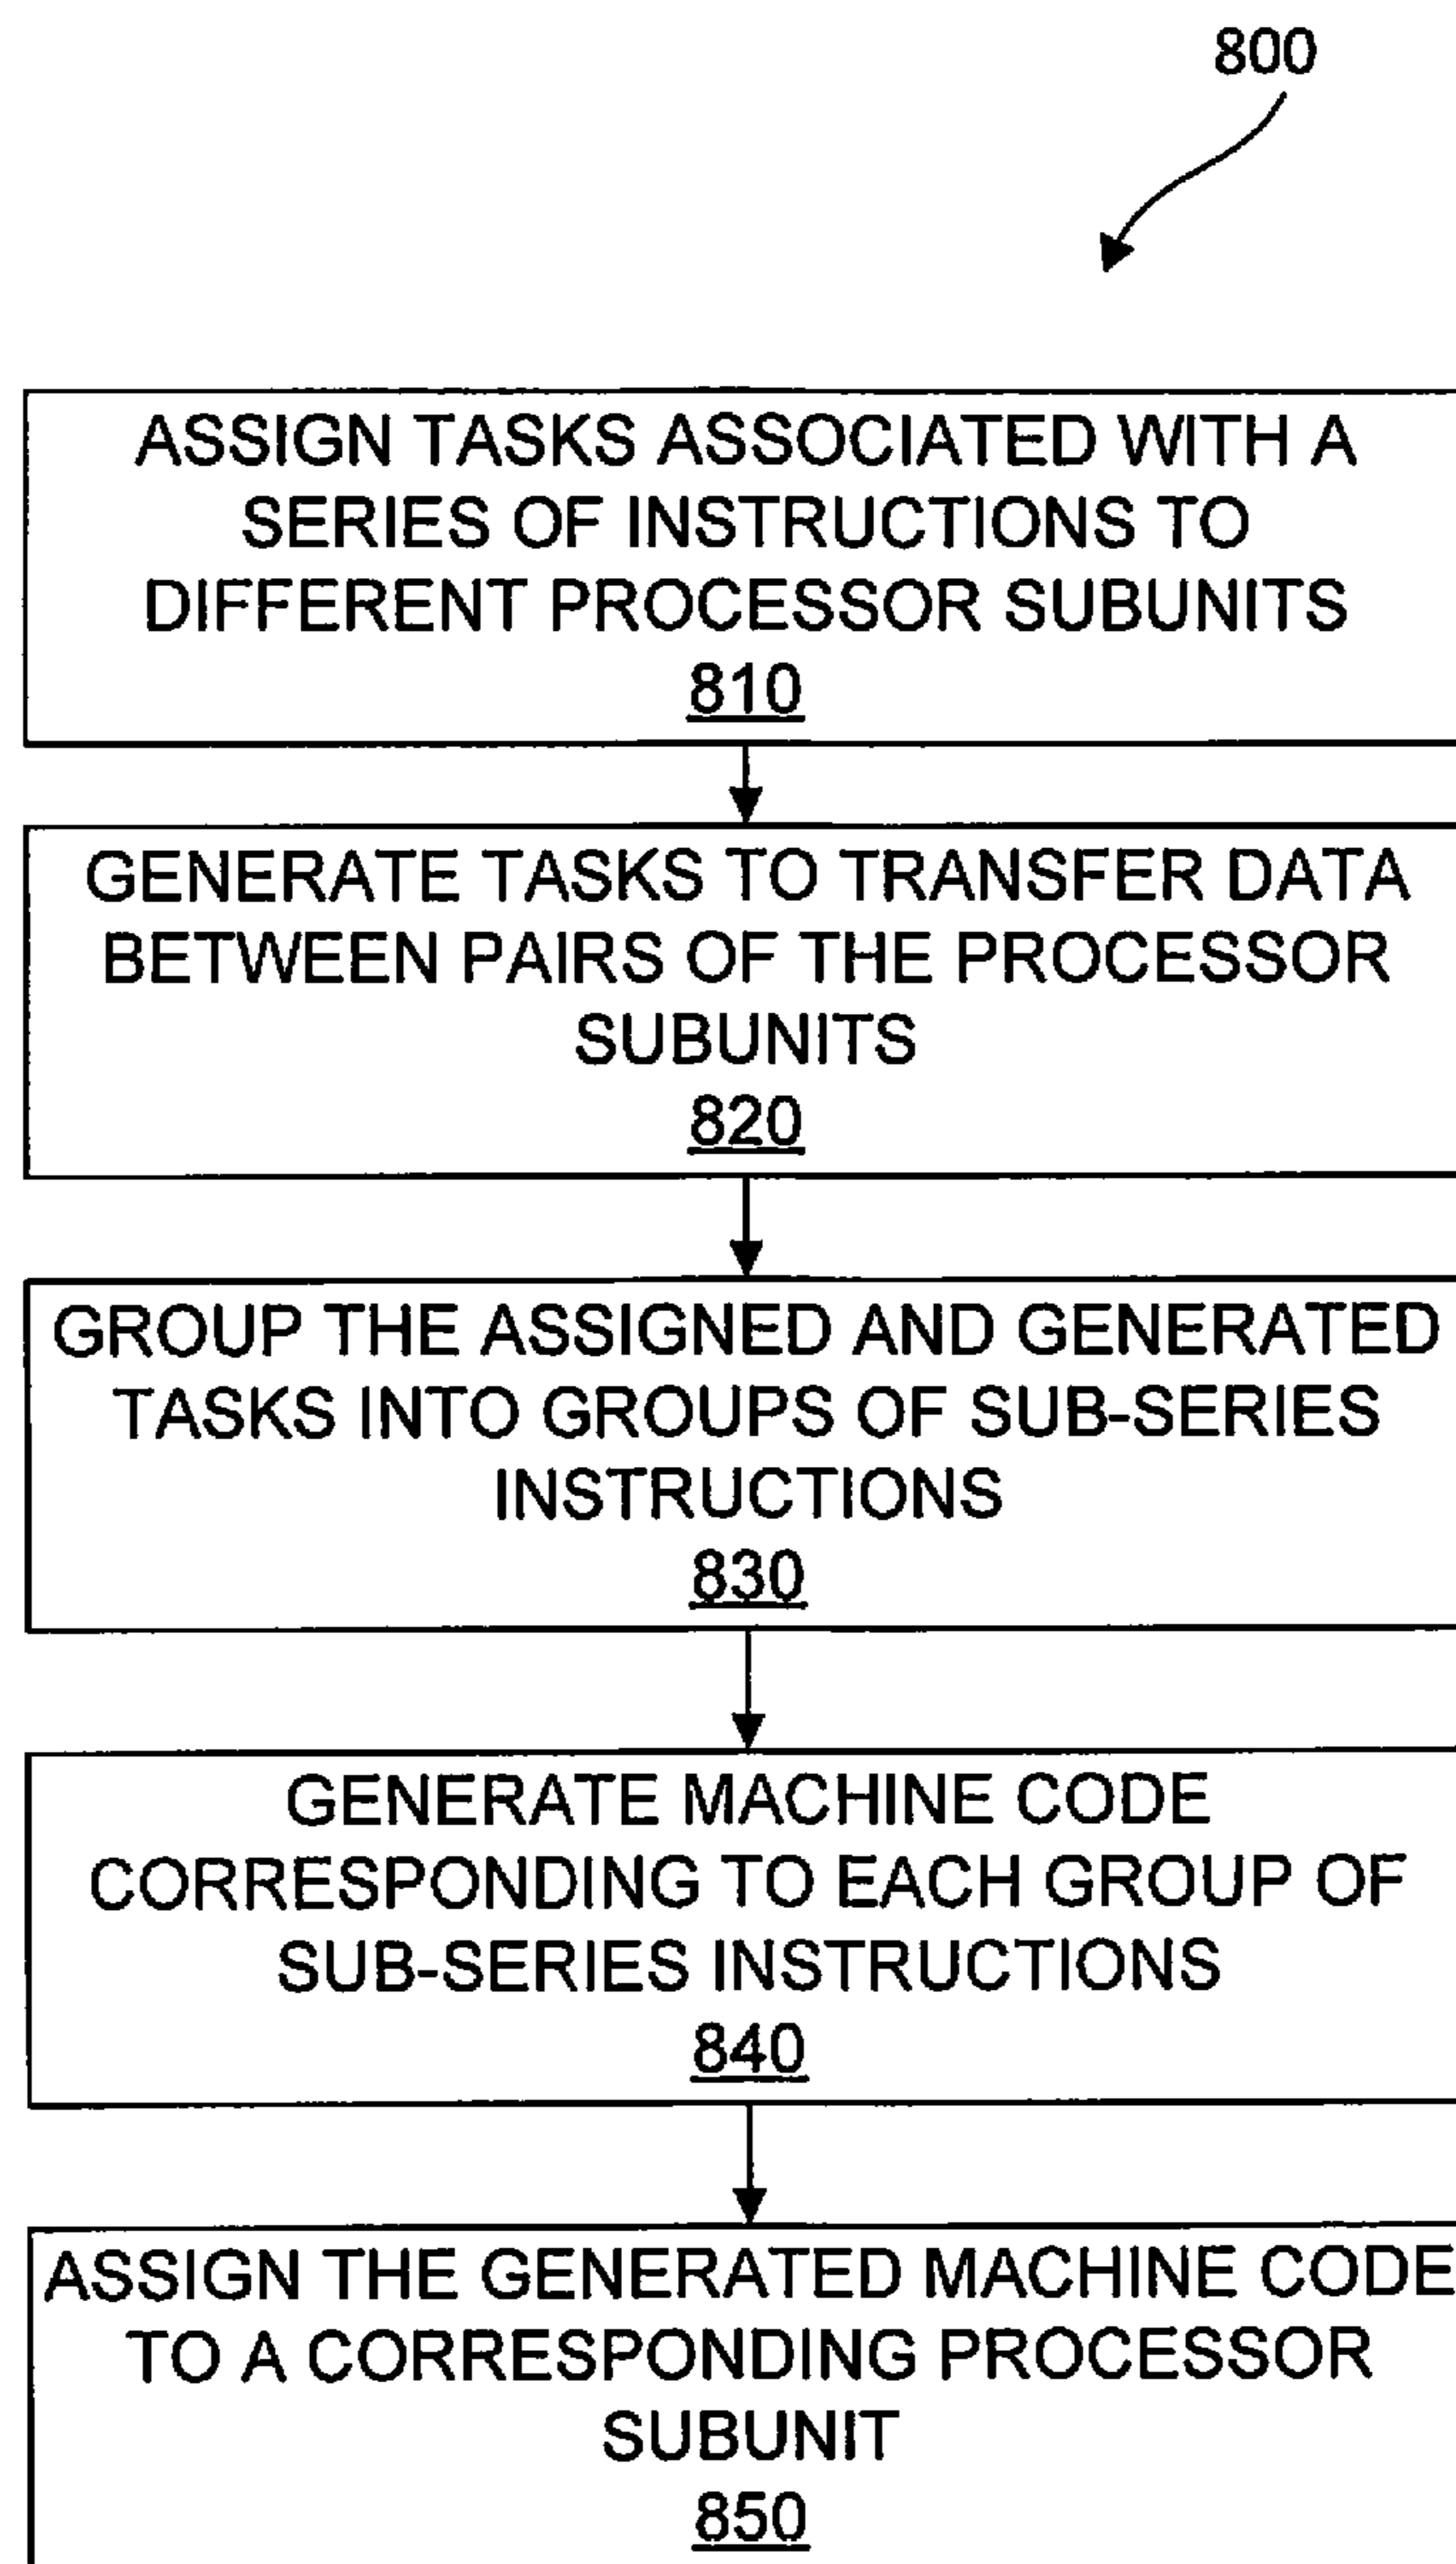 800
ASSIGN TASKS ASSOCIATED WITH A
SERIES OF INSTRUCTIONS TO
DIFFERENT PROCESSOR SUBUNITS
810
GENERATE TASKS TO TRANSFER DATA
BETWEEN PAIRS OF THE PROCESSOR
SUBUNITS
820
GROUP THE ASSIGNED AND GENERATED
TASKS INTO GROUPS OF SUB-SERIES
INSTRUCTIONS
830
GENERATE MACHINE CODE
CORRESPONDING TO EACH GROUP OF
SUB-SERIES INSTRUCTIONS
840
ASSIGN THE GENERATED MACHINE CODE
TO A CORRESPONDING PROCESSOR
SUBUNIT
850